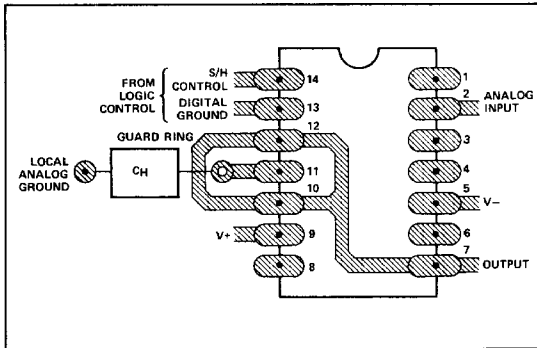 FROM
LOGIC
CONTROL
S/H
CONTROL
DIGITAL
GROUND
GUARD RING
LOCAL
ANALOG
GROUND
CH
V+
14
13
12
11
10
9
8
1
2
3
4
5
6
7
ANALOG
INPUT
V−
OUTPUT